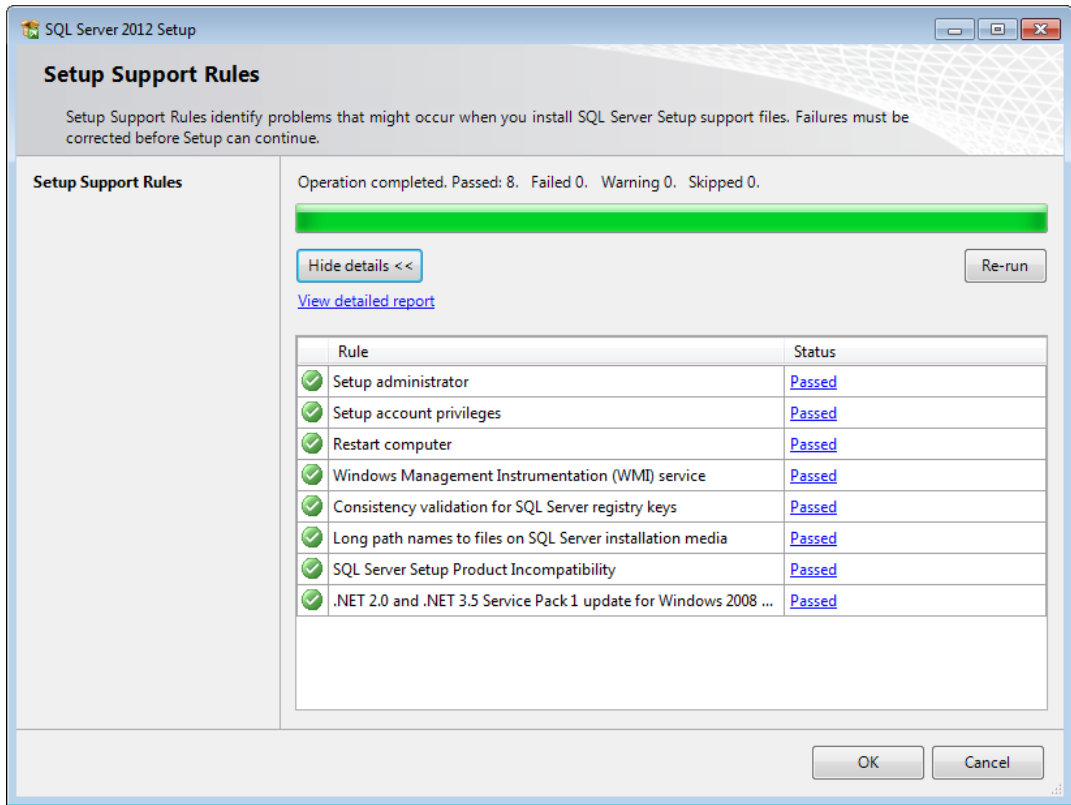 SQL Server 2012 Setup
Setup Support Rules
Setup Support Rules identify problems that might occur when you install SQL Server Setup support files. Failures must be
corrected before Setup can continue.
Setup Support Rules
Operation completed. Passed: 8.   Failed 0.   Warning 0.   Skipped 0.
Hide details <<
Re-run
View detailed report
Rule Status
Setup administrator Passed
Setup account privileges Passed
Restart computer Passed
Windows Management Instrumentation (WMI) service Passed
Consistency validation for SQL Server registry keys Passed
Long path names to files on SQL Server installation media Passed
SQL Server Setup Product Incompatibility Passed
.NET 2.0 and .NET 3.5 Service Pack 1 update for Windows 2008 ... Passed
OK Cancel